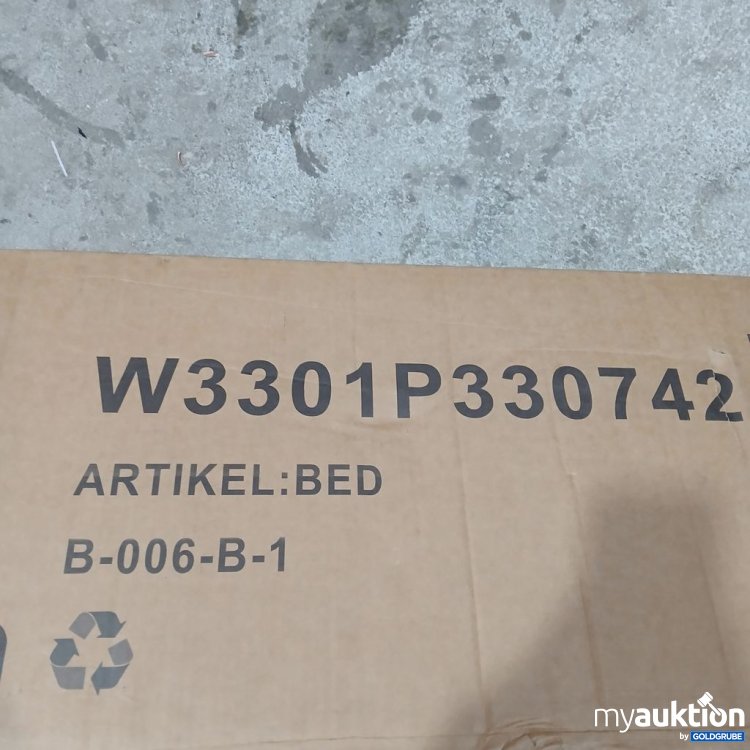 W3301P330742
ARTIKEL:BED
B-006-B-1
myauktion
by GOLDGRUBE